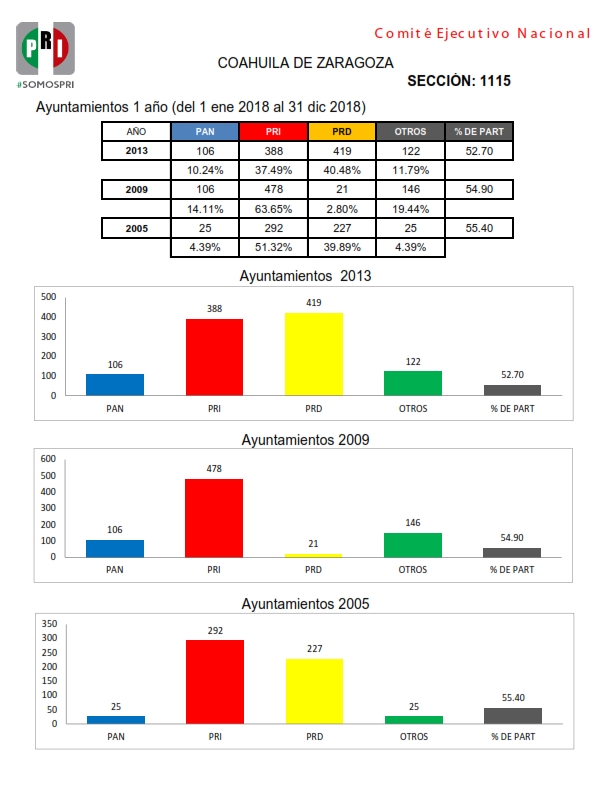 Comité Ejecutivo Nacional
PRI
#SOMOSPRI
COAHUILA DE ZARAGOZA
SECCIÓN: 1115
Ayuntamientos 1 año (del 1 ene 2018 al 31 dic 2018)
AÑO PAN PRI PRD OTROS % DE PART
2013 106 388 419 122 52.70
10.24% 37.49% 40.48% 11.79%
2009 106 478 21 146 54.90
14.11% 63.65% 2.80% 19.44%
2005 25 292 227 25 55.40
4.39% 51.32% 39.89% 4.39%
Ayuntamientos 2013
500
400
300
200
100
0
106 388 419 122 52.70
PAN PRI PRD OTROS % DE PART
Ayuntamientos 2009
600
500
400
300
200
100
0
106 478 21 146 54.90
PAN PRI PRD OTROS % DE PART
Ayuntamientos 2005
350
300
250
200
150
100
50
0
25 292 227 25 55.40
PAN PRI PRD OTROS % DE PART